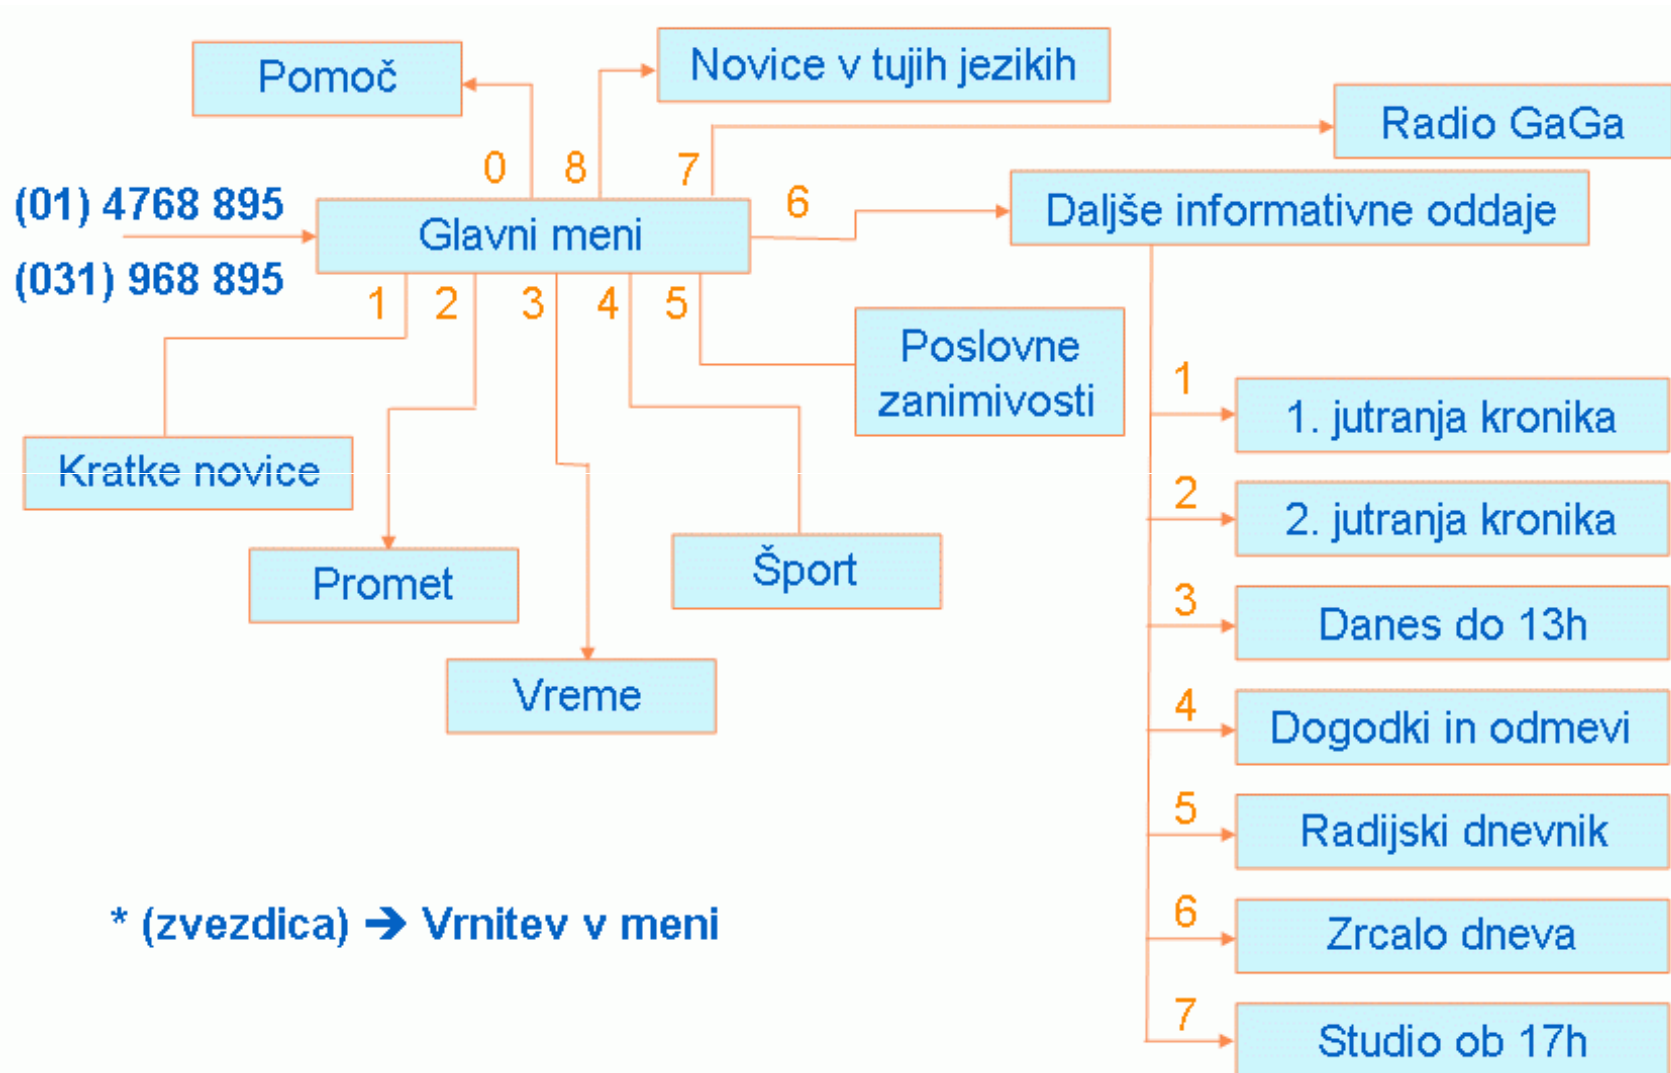 Pomoč
Novice v tujih jezikih
Radio GaGa
0
8
7
(01) 4768 895
(031) 968 895
Glavni meni
6
Daljše informativne oddaje
1
2
3
4
5
Poslovne
zanimivosti
Kratke novice
Promet
Vreme
Šport
1
1. jutranja kronika
2
2. jutranja kronika
3
Danes do 13h
4
Dogodki in odmevi
5
Radijski dnevnik
6
Zrcalo dneva
7
Studio ob 17h
* (zvezdica) ➔ Vrnitev v meni